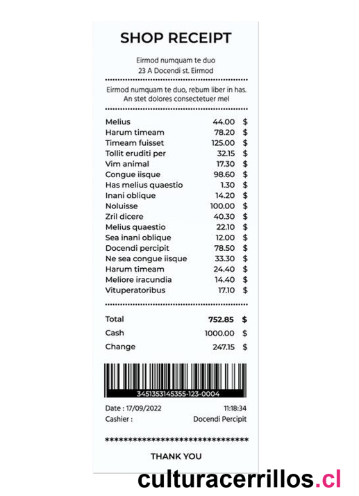 SHOP RECEIPT
Eirmod numquam te duo
23 A Docendi st. Eirmod
Eirmod numquam te duo, rebum liber in has.
An stet dolores consectetuer mel
Melius 44.00 $
Harum timeam 78.20 $
Timeam fuisset 125.00 $
Tollit eruditi per 32.15 $
Vim animal 17.30 $
Congue iisque 98.60 $
Has melius quaestio 1.30 $
Inani oblique 14.20 $
Noluisse 100.00 $
Zril dicere 40.30 $
Melius quaestio 22.10 $
Sea inani oblique 12.00 $
Docendi percipit 78.50 $
Ne sea congue iisque 33.30 $
Harum timeam 24.40 $
Meliore iracundia 14.40 $
Vituperatoribus 17.10 $
Total 752.85 $
Cash 1000.00 $
Change 247.15 $
3451353145355-123-0004
Date : 17/09/2022 11:18:34
Cashier : Docendi Percipit
********************************
THANK YOU
culturacerrillos.cl